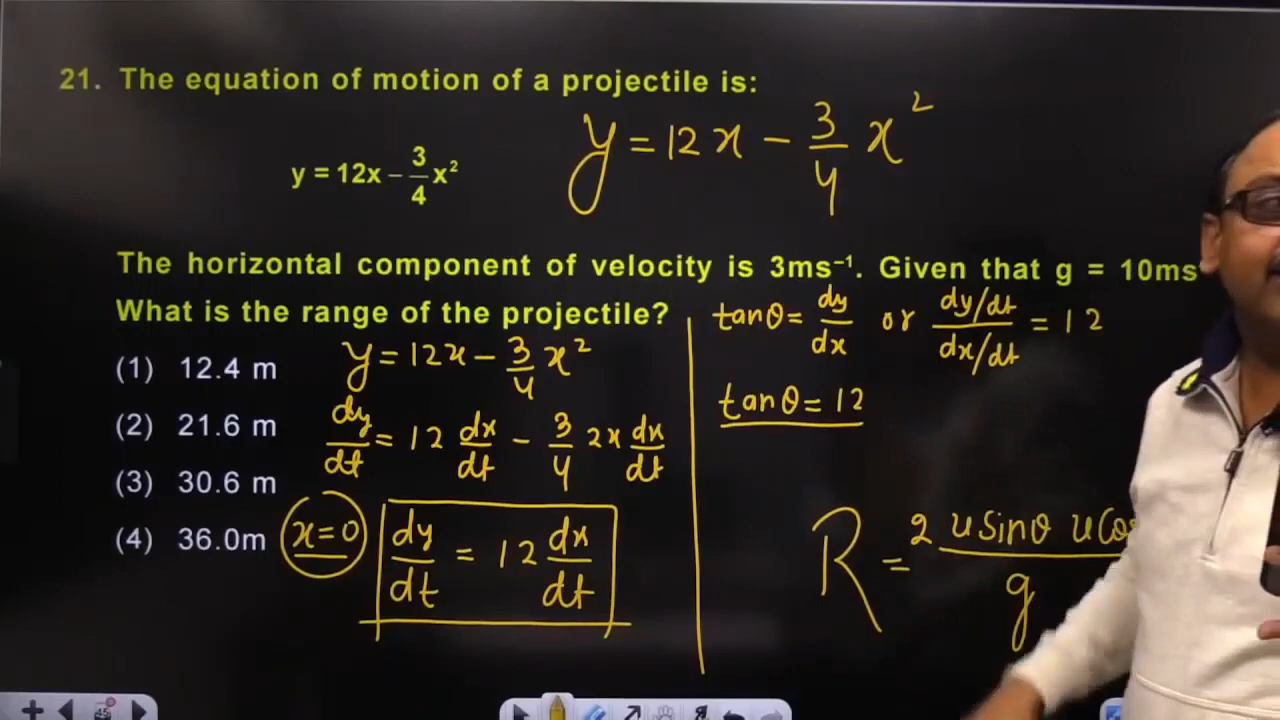 21. The equation of motion of a projectile is:
y = 12x – 3/4 x²
y = 12x – 3/4 x²
The horizontal component of velocity is 3ms⁻¹. Given that g = 10ms
What is the range of the projectile?
(1) 12.4 m
(2) 21.6 m
(3) 30.6 m
(4) 36.0m
y = 12x – 3/4 x²
dy/dt = 12 dx/dt – 3/4 2x dx/dt
x=0
dy/dt = 12 dx/dt
tanθ = dy/dx or dy/dt / dx/dt = 12
tanθ = 12
R = 2 u sinθ u cos / g